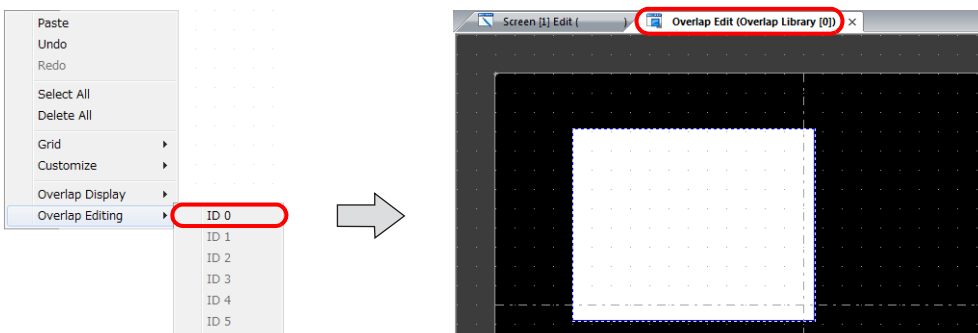 Paste
Undo
Redo
Select All
Delete All
Grid
Customize
Overlap Display
Overlap Editing
ID 0
ID 1
ID 2
ID 3
ID 4
ID 5
Screen [1] Edit ( )
Overlap Edit (Overlap Library [0])